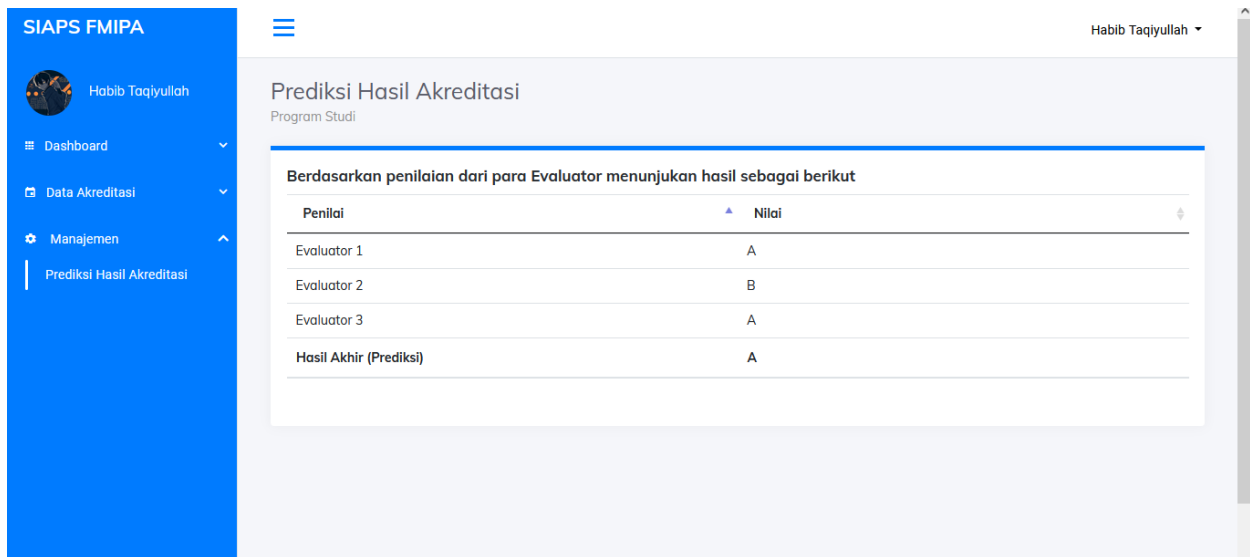 SIAPS FMIPA
Habib Taqiyullah
Habib Taqiyullah
Dashboard
Data Akreditasi
Manajemen
Prediksi Hasil Akreditasi
Prediksi Hasil Akreditasi
Program Studi
Berdasarkan penilaian dari para Evaluator menunjukan hasil sebagai berikut
Penilai Nilai
Evaluator 1 A
Evaluator 2 B
Evaluator 3 A
Hasil Akhir (Prediksi) A